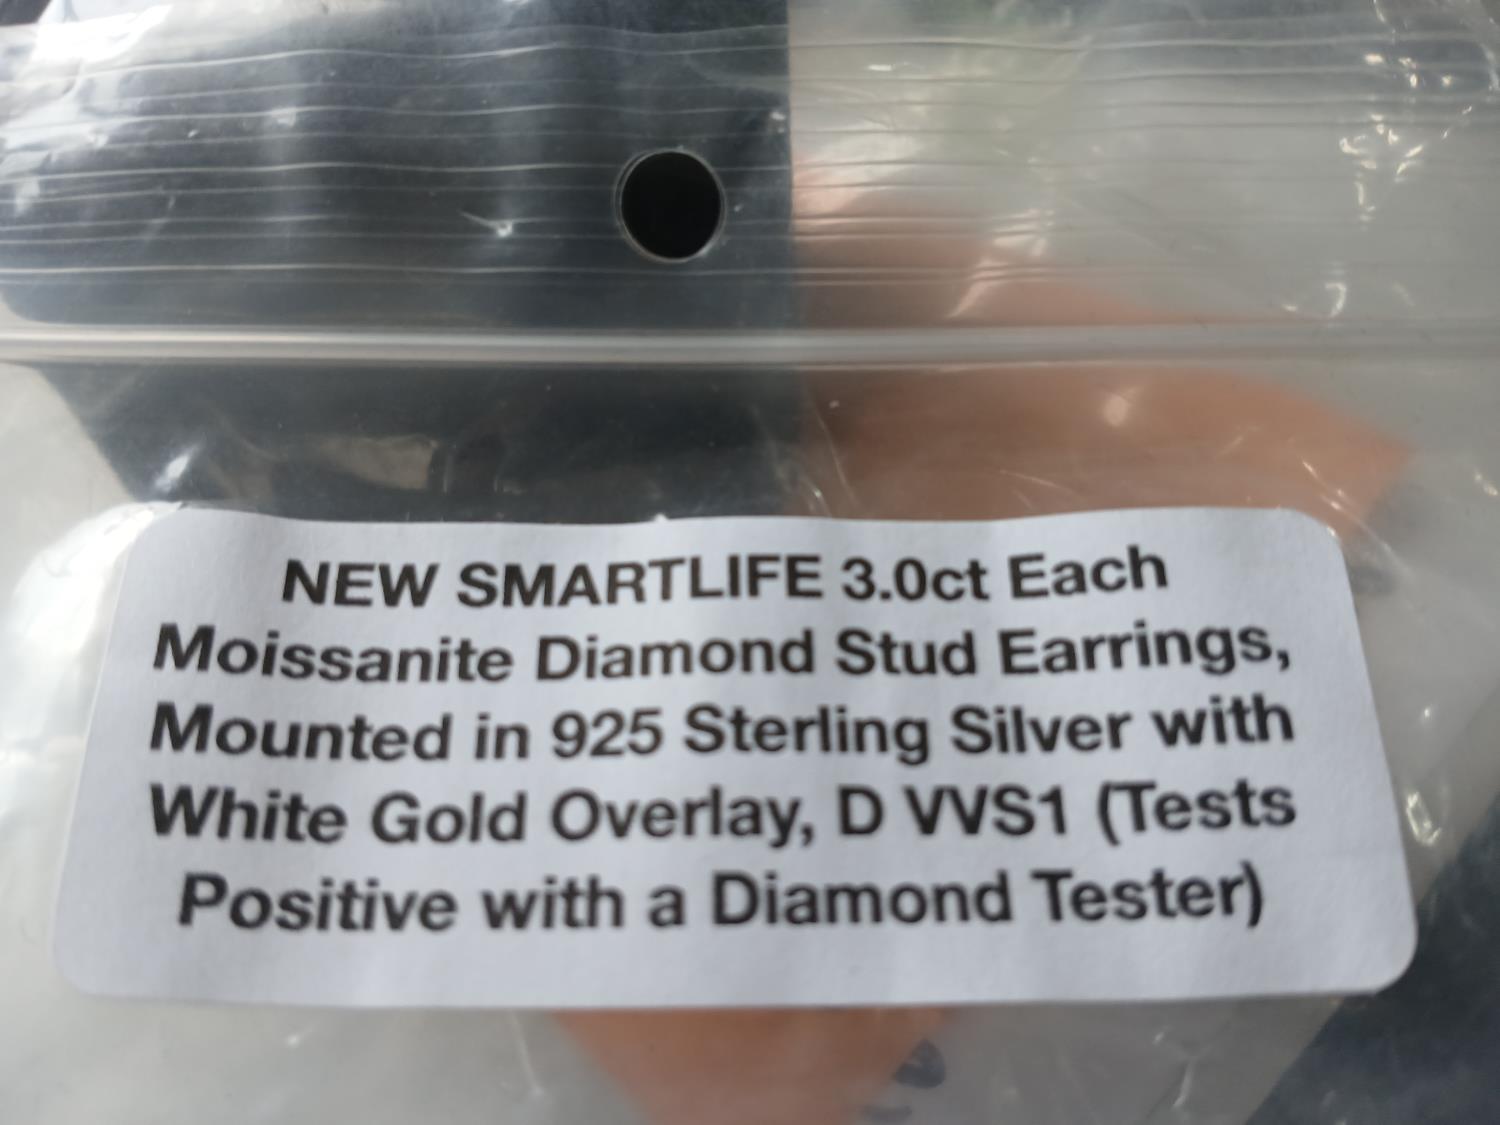 NEW SMARTLIFE 3.0ct Each
Moissanite Diamond Stud Earrings,
Mounted in 925 Sterling Silver with
White Gold Overlay, D VVS1 (Tests
Positive with a Diamond Tester)